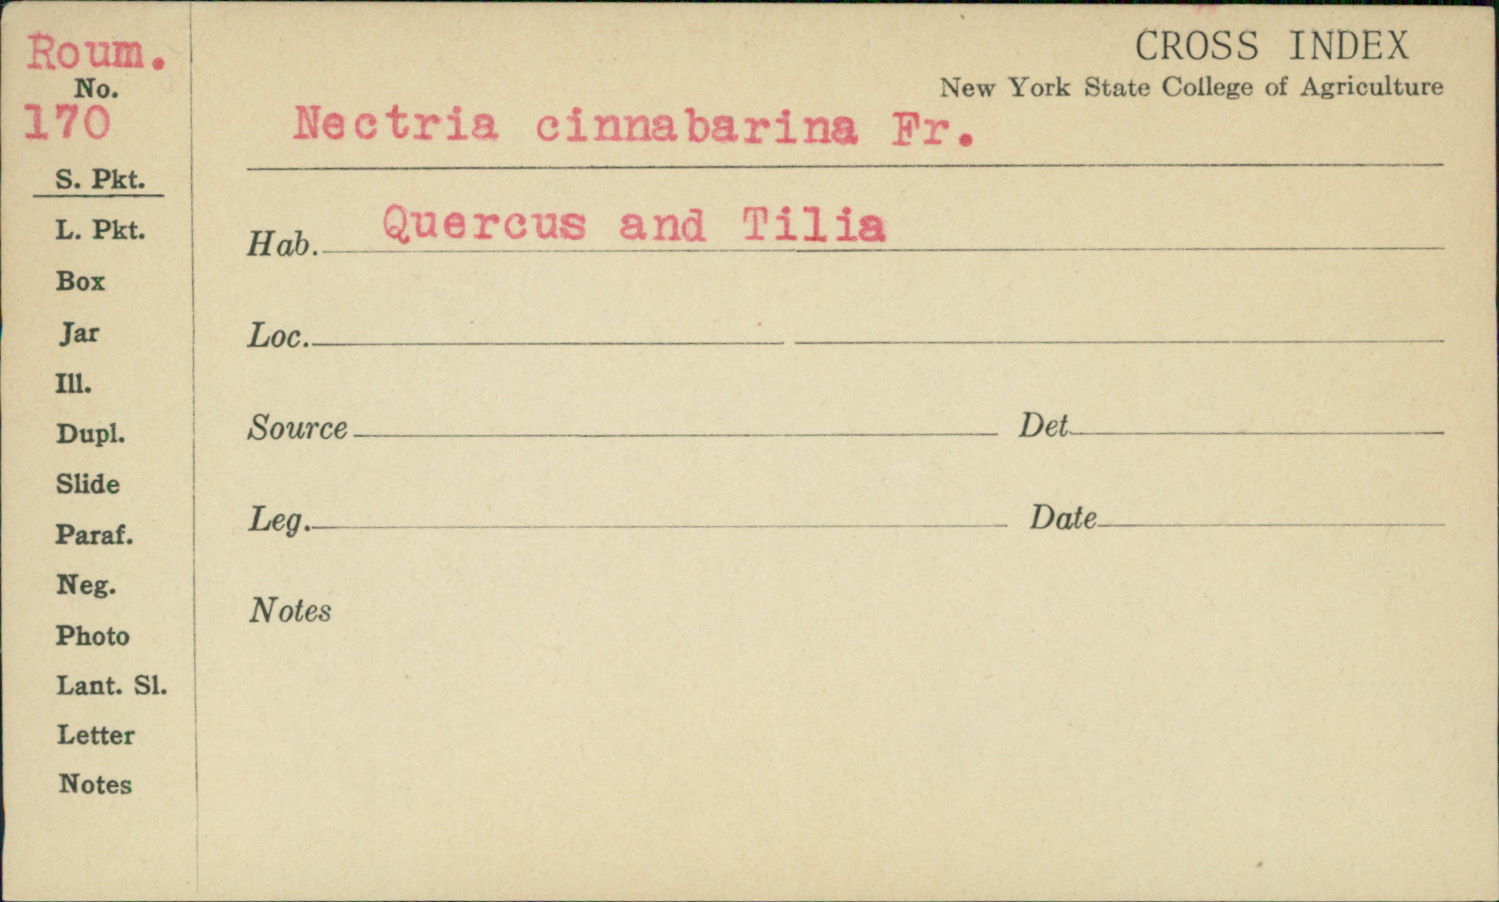 Roum.
No.
170
S. Pkt.
L. Pkt.
Box
Jar
Ill.
Dupl.
Slide
Paraf.
Neg.
Photo
Lant. Sl.
Letter
Notes
CROSS INDEX
New York State College of Agriculture
Nectria cinnabarina Fr.
Hab. Quercus and Tilia
Loc.
Source Det
Leg. Date
Notes